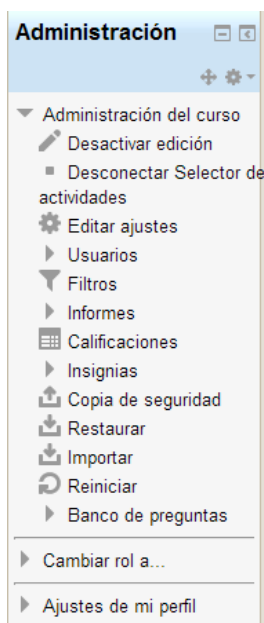 Administración
Administración del curso
Desactivar edición
Desconectar Selector de
actividades
Editar ajustes
Usuarios
Filtros
Informes
Calificaciones
Insignias
Copia de seguridad
Restaurar
Importar
Reiniciar
Banco de preguntas
Cambiar rol a...
Ajustes de mi perfil